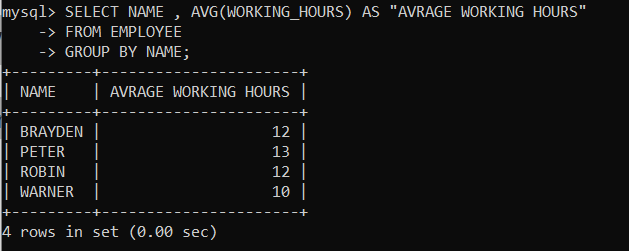 mysql> SELECT NAME , AVG(WORKING_HOURS) AS "AVRAGE WORKING HOURS"
    -> FROM EMPLOYEE
    -> GROUP BY NAME;
+---------+----------------------+
| NAME    | AVRAGE WORKING HOURS |
+---------+----------------------+
| BRAYDEN |                   12 |
| PETER   |                   13 |
| ROBIN   |                   12 |
| WARNER  |                   10 |
+---------+----------------------+
4 rows in set (0.00 sec)